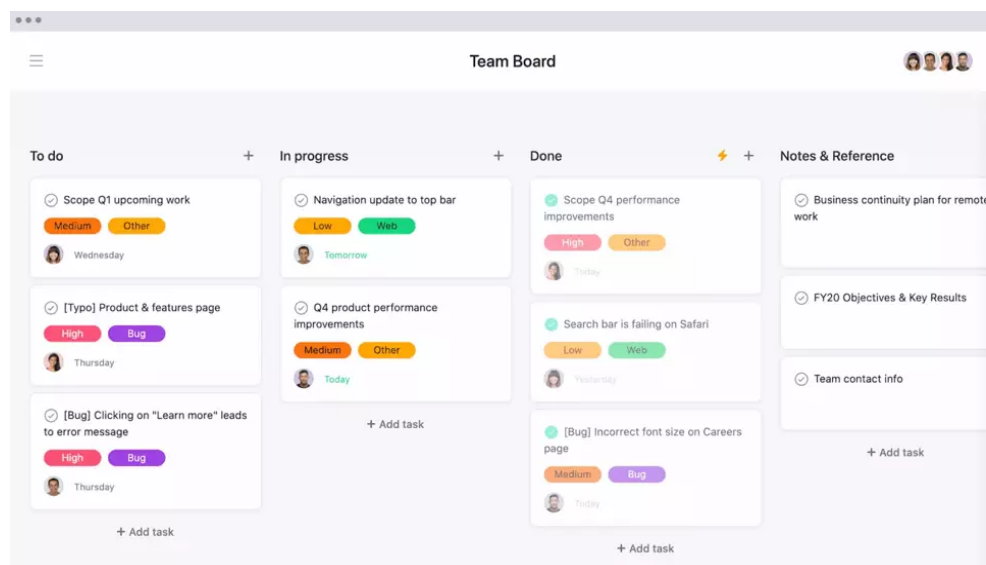 Team Board
To do
Scope Q1 upcoming work
Medium Other
Wednesday
[Typo] Product & features page
High Bug
Thursday
[Bug] Clicking on "Learn more" leads
to error message
High Bug
Thursday
+ Add task
In progress
Navigation update to top bar
Low Web
Tomorrow
Q4 product performance
improvements
Medium Other
Today
+ Add task
Done
Scope Q4 performance
improvements
High Other
Today
Search bar is failing on Safari
Low Web
Yesterday
[Bug] Incorrect font size on Careers
page
Medium Bug
Today
+ Add task
Notes & Reference
Business continuity plan for remote
work
FY20 Objectives & Key Results
Team contact info
+ Add task